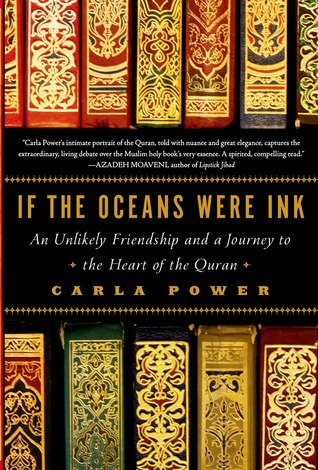 "Carla Power's intimate portrait of the Quran, told with nuance and great elegance, captures the
extraordinary, living debate over the Muslim holy book's very essence. A spirited, compelling read."
—AZADEH MOAVENI, author of Lipstick Jihad
IF THE OCEANS WERE INK
An Unlikely Friendship and a Journey to
the Heart of the Quran
CARLA POWER